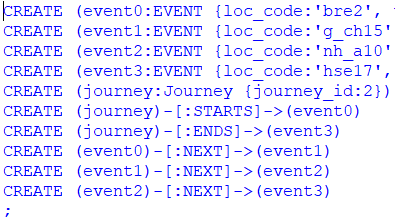 CREATE (event0:EVENT {loc_code:'bre2',
CREATE (event1:EVENT {loc_code:'g_ch15'
CREATE (event2:EVENT {loc_code:'nh_a10'
CREATE (event3:EVENT {loc_code:'hse17',
CREATE (journey:Journey {journey_id:2})
CREATE (journey)-[:STARTS]->(event0)
CREATE (journey)-[:ENDS]->(event3)
CREATE (event0)-[:NEXT]->(event1)
CREATE (event1)-[:NEXT]->(event2)
CREATE (event2)-[:NEXT]->(event3)
;